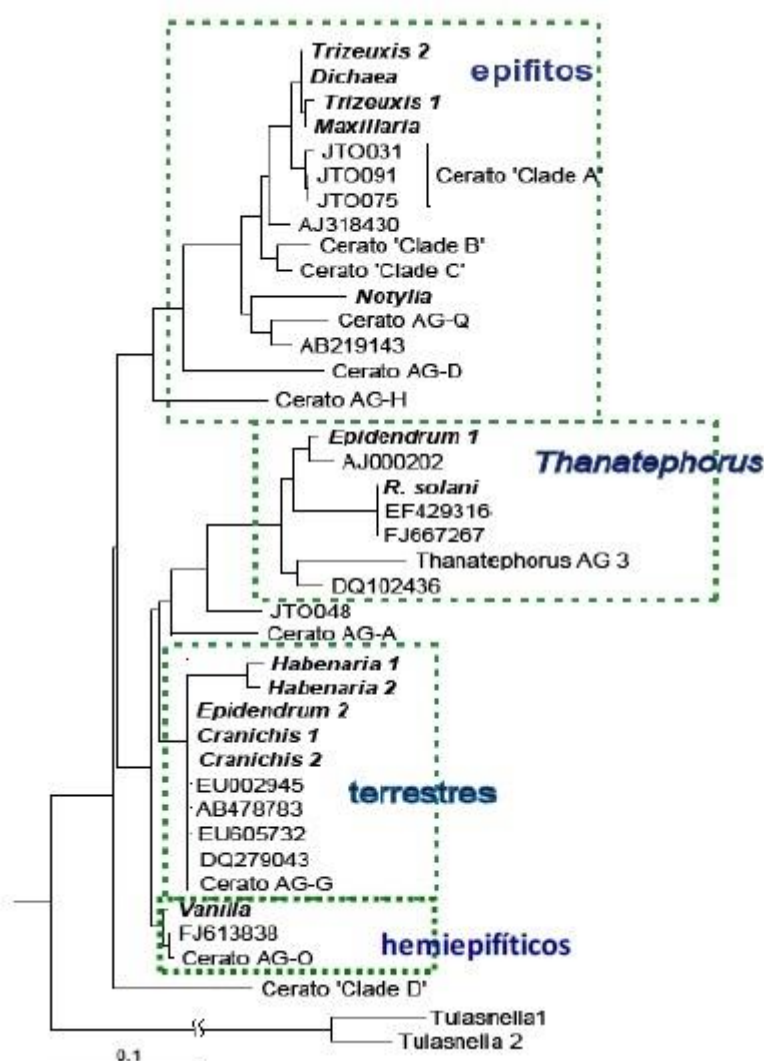 Trizeuxis 2
epifitos
Dichaea
Trizeuxis 1
Maxillaria
JTO031
JTO091
Cerato 'Clade A'
JTO075
AJ318430
Cerato 'Clade B'
Cerato 'Clade C'
Notylia
Cerato AG-Q
AB219143
Cerato AG-D
Cerato AG-H
Epidendrum 1
AJ000202
Thanatephorus
R. solani
EF429316
FJ667267
Thanatephorus AG 3
DQ102436
JTO048
Cerato AG-A
Habenaria 1
Habenaria 2
Epidendrum 2
Cranichis 1
Cranichis 2
EU002945
terrestres
AB478783
EU605732
DQ279043
Cerato AG-G
Vanilla
FJ613838
hemiepifíticos
Cerato AG-O
Cerato 'Clade D'
Tulasnella1
Tulasnella 2
0.1